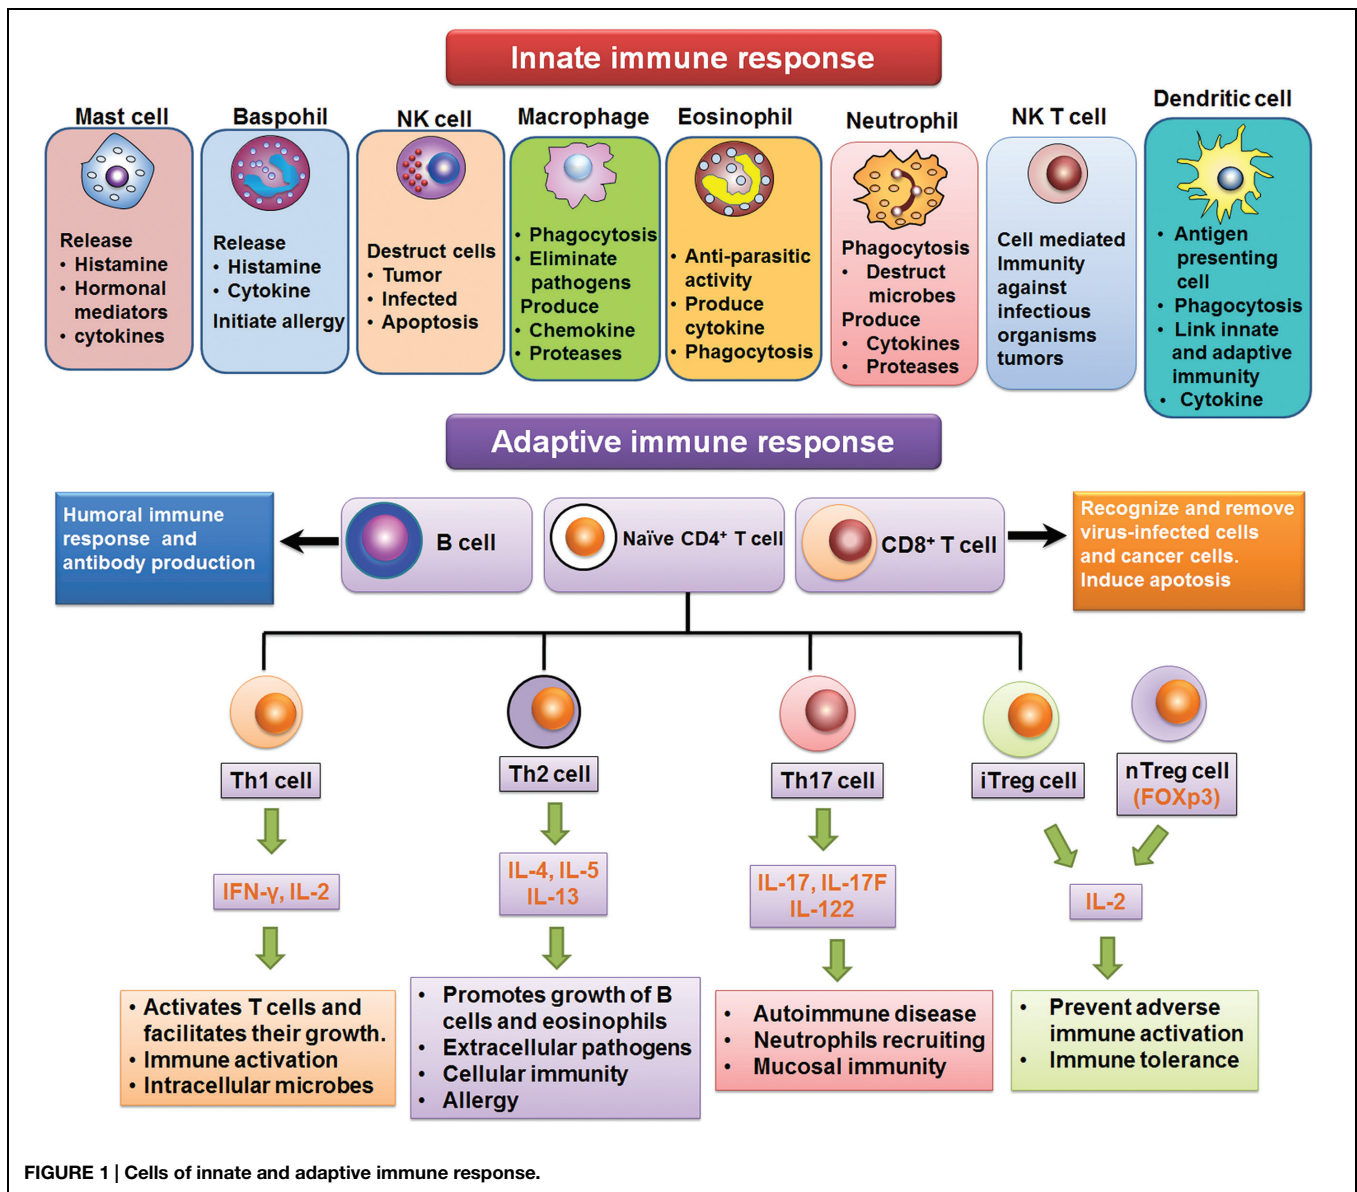 Innate immune response
Mast cell
Release
• Histamine
• Hormonal
mediators
• cytokines
Baspohil
Release
• Histamine
• Cytokine
Initiate allergy
NK cell
Destruct cells
• Tumor
• Infected
• Apoptosis
Macrophage
• Phagocytosis
• Eliminate
pathogens
Produce
• Chemokine
• Proteases
Eosinophil
• Anti-parasitic
activity
• Produce
cytokine
• Phagocytosis
Neutrophil
Phagocytosis
• Destruct
microbes
Produce
• Cytokines
• Proteases
NK T cell
Cell mediated
Immunity
against
infectious
organisms
tumors
Dendritic cell
• Antigen
presenting
cell
• Phagocytosis
• Link innate
and adaptive
immunity
• Cytokine
Adaptive immune response
Humoral immune
response and
antibody production
B cell
Naïve CD4⁺ T cell
CD8⁺ T cell
Recognize and remove
virus-infected cells
and cancer cells.
Induce apotosis
Th1 cell
IFN-γ, IL-2
• Activates T cells and
facilitates their growth.
• Immune activation
• Intracellular microbes
Th2 cell
IL-4, IL-5
IL-13
• Promotes growth of B
cells and eosinophils
• Extracellular pathogens
• Cellular immunity
• Allergy
Th17 cell
IL-17, IL-17F
IL-122
• Autoimmune disease
• Neutrophils recruiting
• Mucosal immunity
iTreg cell
nTreg cell
(FOXp3)
IL-2
• Prevent adverse
immune activation
• Immune tolerance
FIGURE 1 | Cells of innate and adaptive immune response.